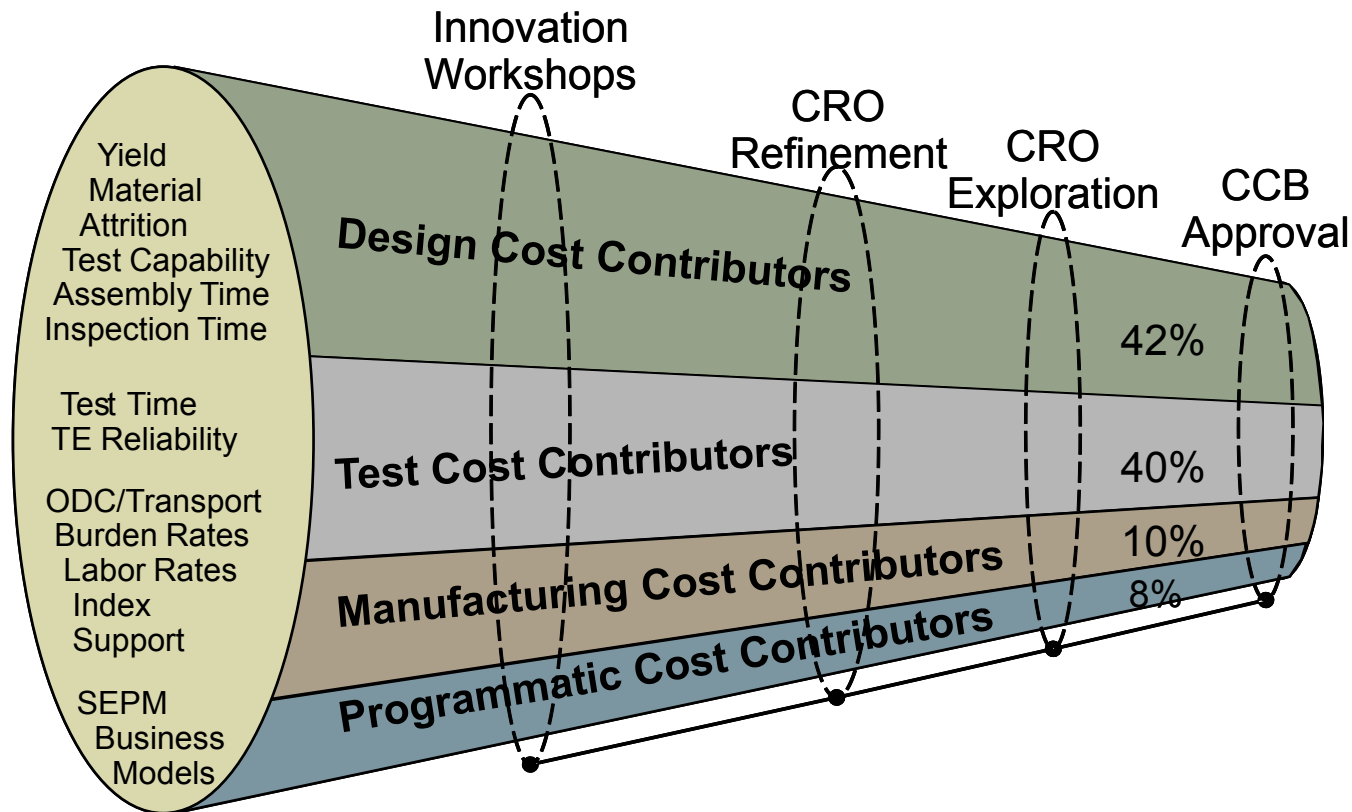 Innovation
Workshops
CRO
Refinement
CRO
Exploration
CCB
Approval
Yield
Material
Attrition
Test Capability
Assembly Time
Inspection Time
Test Time
TE Reliability
ODC/Transport
Burden Rates
Labor Rates
Index
Support
SEPM
Business
Models
Design Cost Contributors
42%
Test Cost Contributors
40%
Manufacturing Cost Contributors
10%
Programmatic Cost Contributors
8%